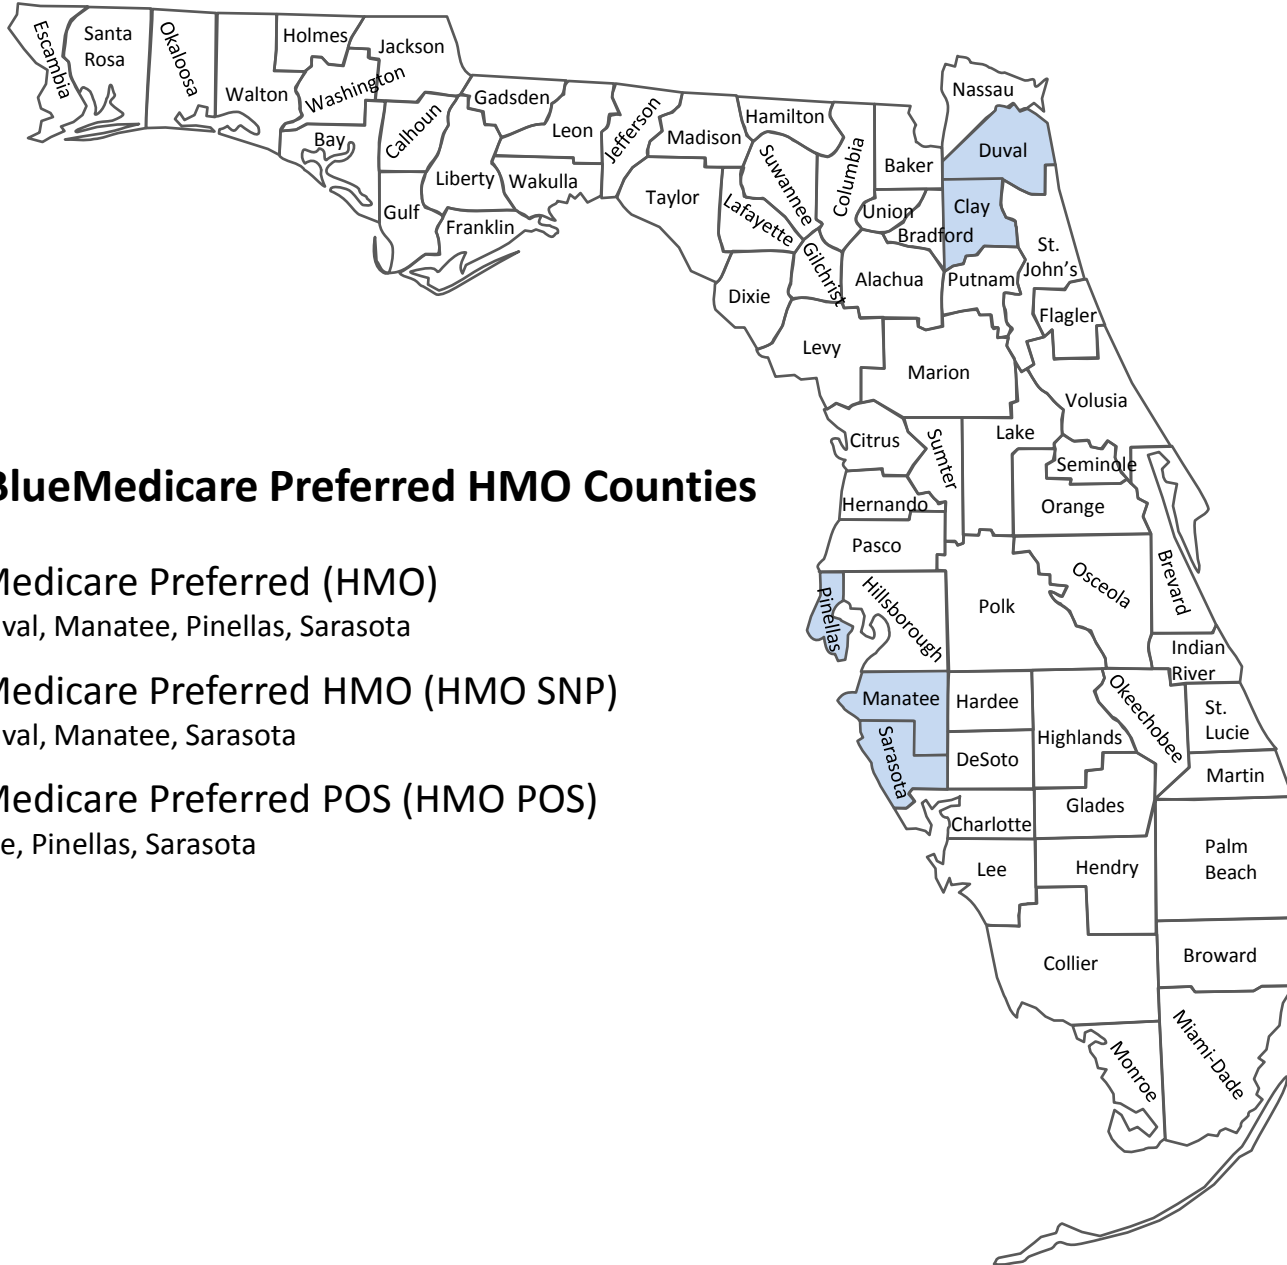 Escambia
Santa
Rosa
Okaloosa
Walton
Holmes
Jackson
Washington
Bay
Calhoun
Gulf
Liberty
Gadsden
Leon
Wakulla
Franklin
Jefferson
Madison
Taylor
Hamilton
Suwannee
Lafayette
Columbia
Dixie
Gilchrist
Baker
Union
Bradford
Nassau
Duval
Clay
St.
John's
Alachua
Putnam
Flagler
Levy
Marion
Volusia
Citrus
Sumter
Lake
Seminole
Hernando
Orange
Pasco
Brevard
Pinellas
Hillsborough
Polk
Osceola
Indian
River
Manatee
Hardee
Okeechobee
St.
Lucie
Sarasota
DeSoto
Highlands
Martin
Charlotte
Glades
Lee
Hendry
Palm
Beach
Collier
Broward
Monroe
Miami-Dade
BlueMedicare Preferred HMO Counties
Medicare Preferred (HMO)
val, Manatee, Pinellas, Sarasota
Medicare Preferred HMO (HMO SNP)
val, Manatee, Sarasota
Medicare Preferred POS (HMO POS)
e, Pinellas, Sarasota